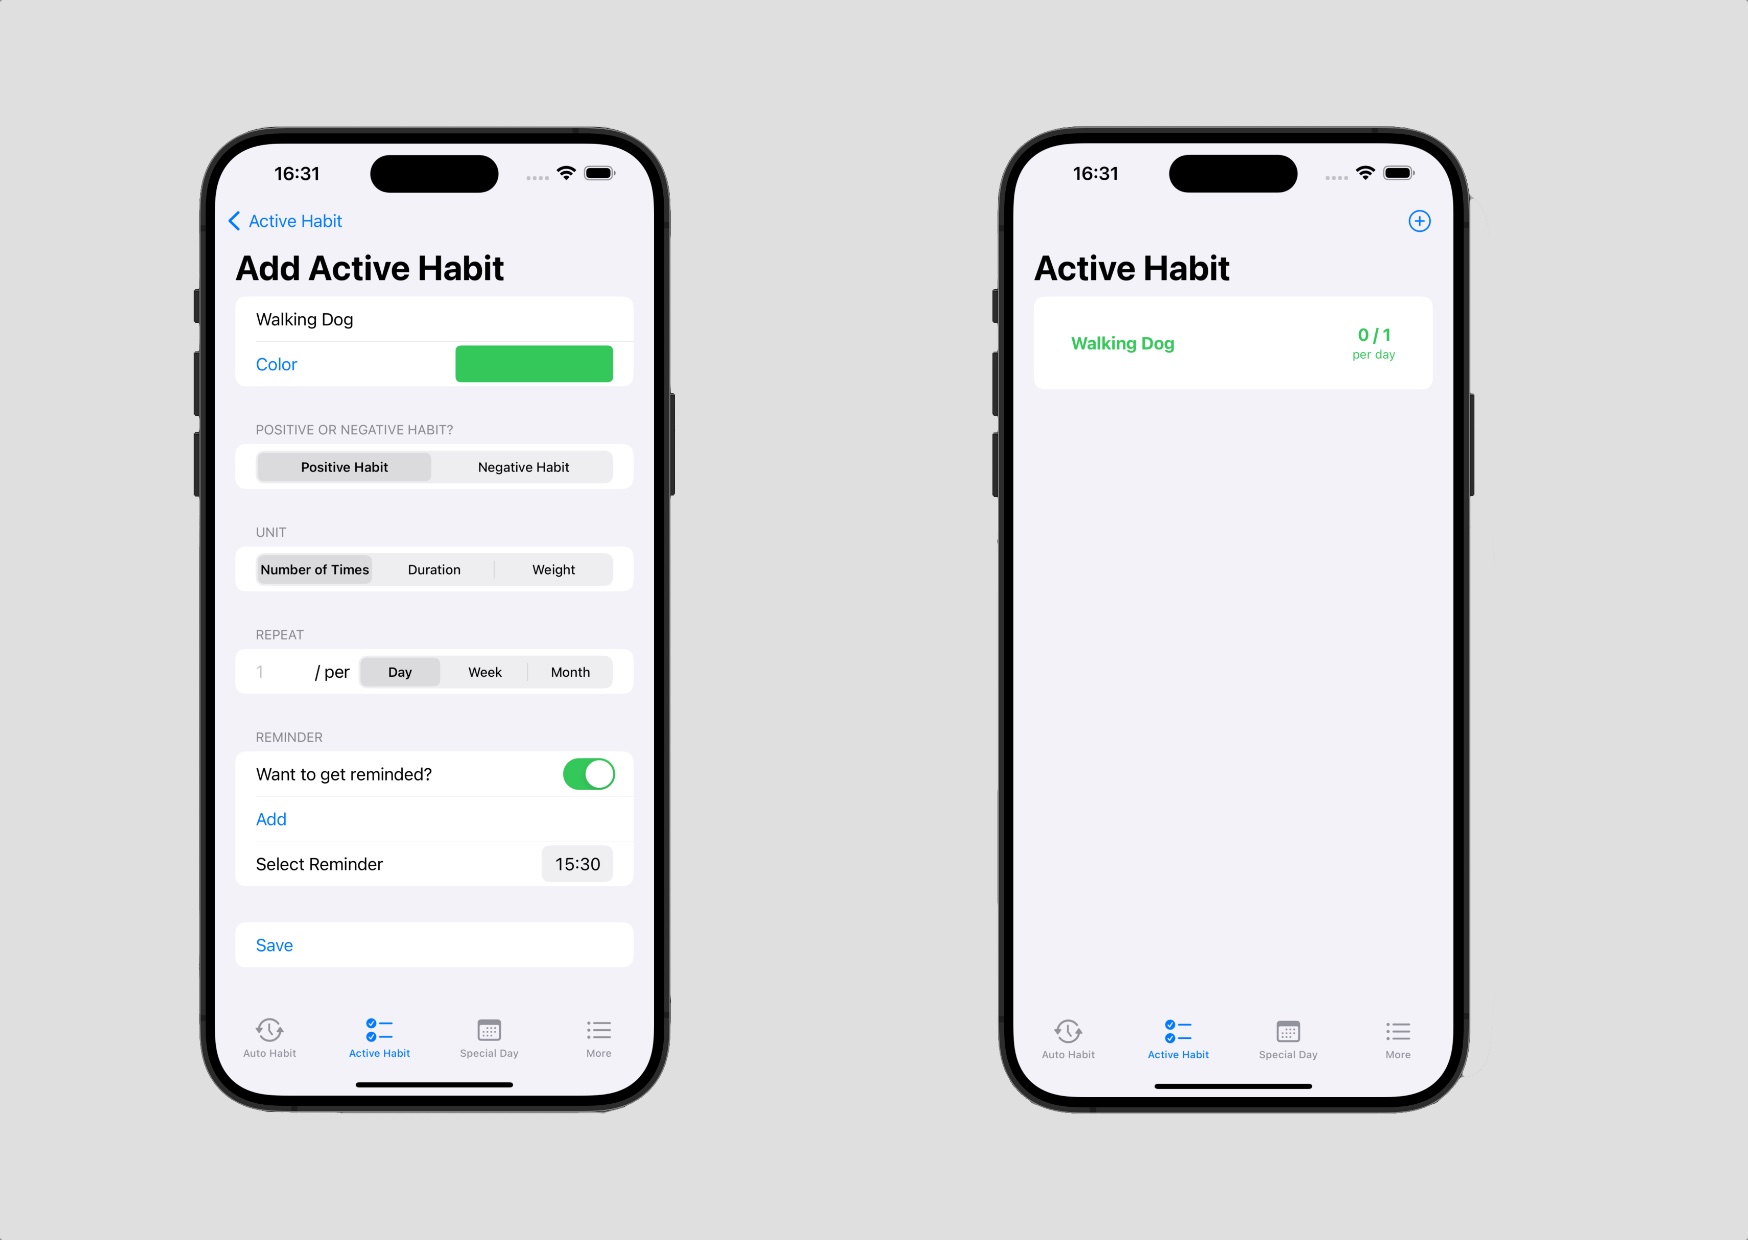 16:31
Active Habit
Add Active Habit
Walking Dog
Color
POSITIVE OR NEGATIVE HABIT?
Positive Habit Negative Habit
UNIT
Number of Times Duration Weight
REPEAT
1 / per Day Week Month
REMINDER
Want to get reminded?
Add
Select Reminder 15:30
Save
Auto Habit Active Habit Special Day More
16:31
Active Habit
Walking Dog 0 / 1
per day
Auto Habit Active Habit Special Day More